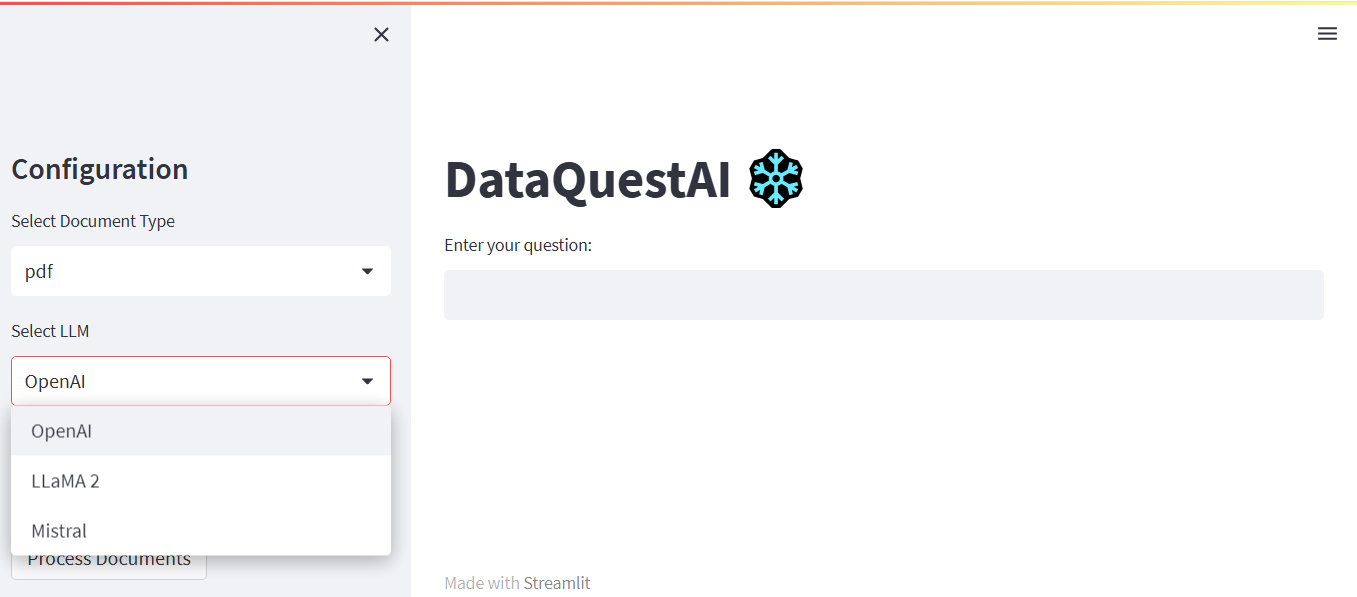 Configuration
Select Document Type
pdf
Select LLM
OpenAI
OpenAI
LLaMA 2
Mistral
Process Documents
DataQuestAI
Enter your question:
Made with Streamlit